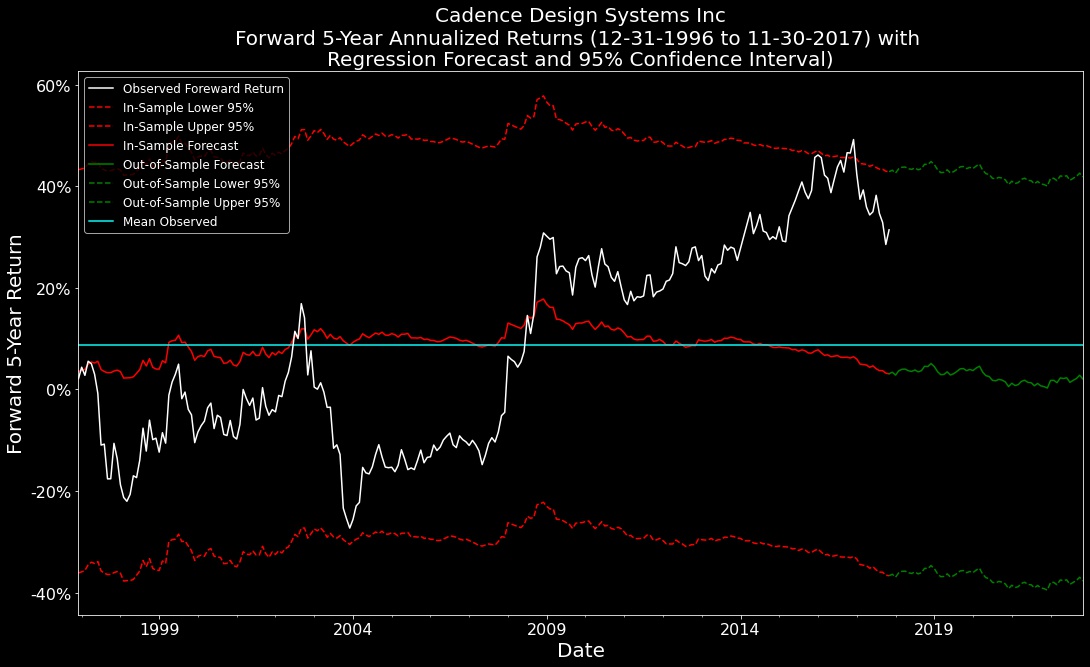 Cadence Design Systems Inc
Forward 5-Year Annualized Returns (12-31-1996 to 11-30-2017) with
Regression Forecast and 95% Confidence Interval)
Forward 5-Year Return
60%
40%
20%
0%
-20%
-40%
Observed Foreward Return
In-Sample Lower 95%
In-Sample Upper 95%
In-Sample Forecast
Out-of-Sample Forecast
Out-of-Sample Lower 95%
Out-of-Sample Upper 95%
Mean Observed
1999
2004
2009
2014
2019
Date